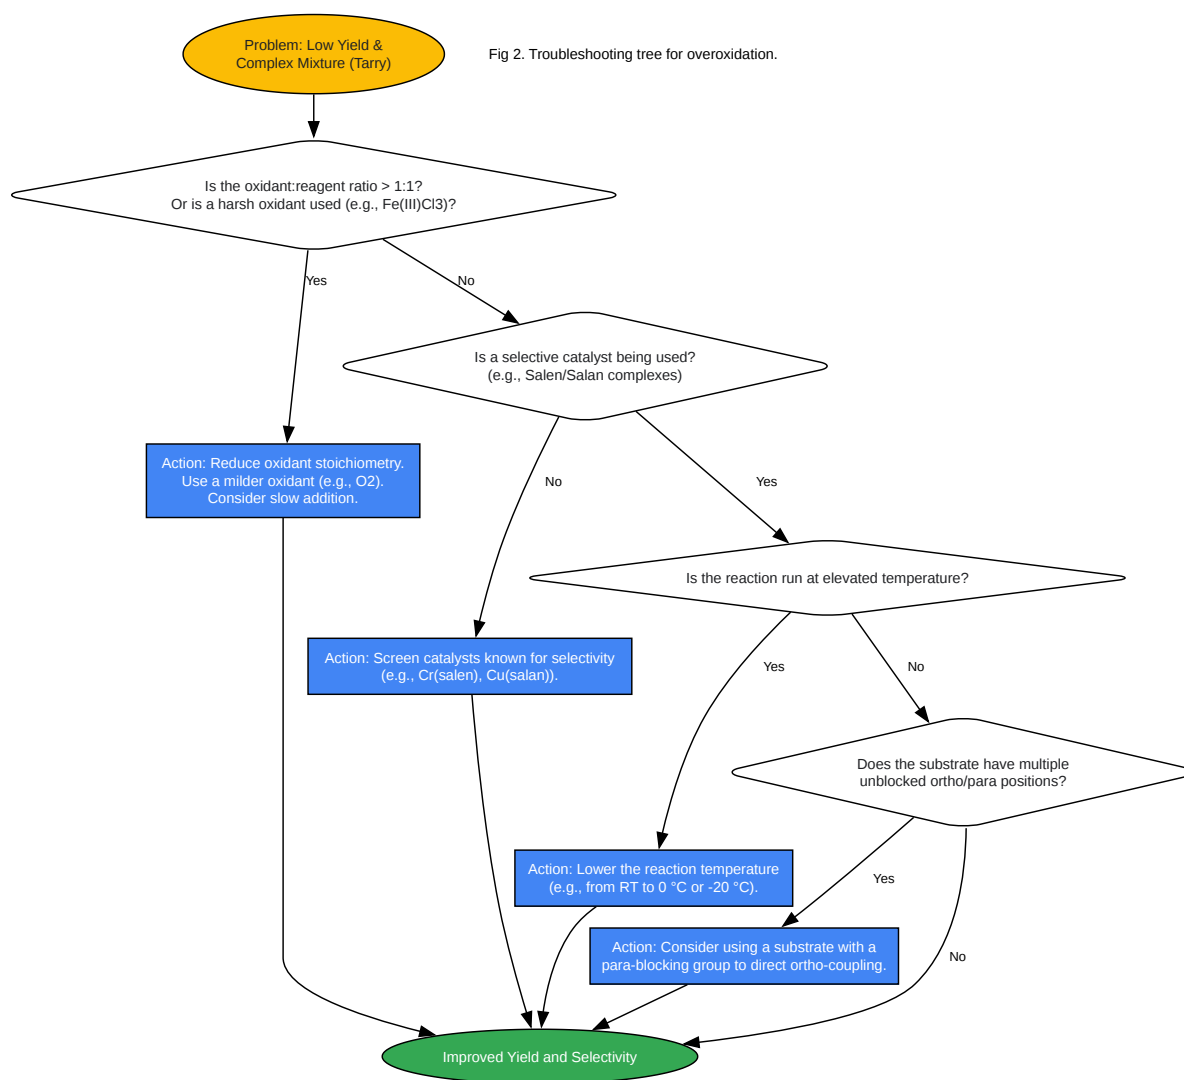 Problem: Low Yield &
Complex Mixture (Tarry)
Fig 2. Troubleshooting tree for overoxidation.
Is the oxidant:reagent ratio > 1:1?
Or is a harsh oxidant used (e.g., Fe(III)Cl3)?
Yes
No
Is a selective catalyst being used?
(e.g., Salen/Salan complexes)
Action: Reduce oxidant stoichiometry.
Use a milder oxidant (e.g., O2).
Consider slow addition.
No
Yes
Is the reaction run at elevated temperature?
Action: Screen catalysts known for selectivity
(e.g., Cr(salen), Cu(salan)).
Yes
No
Does the substrate have multiple
unblocked ortho/para positions?
Action: Lower the reaction temperature
(e.g., from RT to 0 °C or -20 °C).
Yes
Action: Consider using a substrate with a
para-blocking group to direct ortho-coupling.
No
Improved Yield and Selectivity